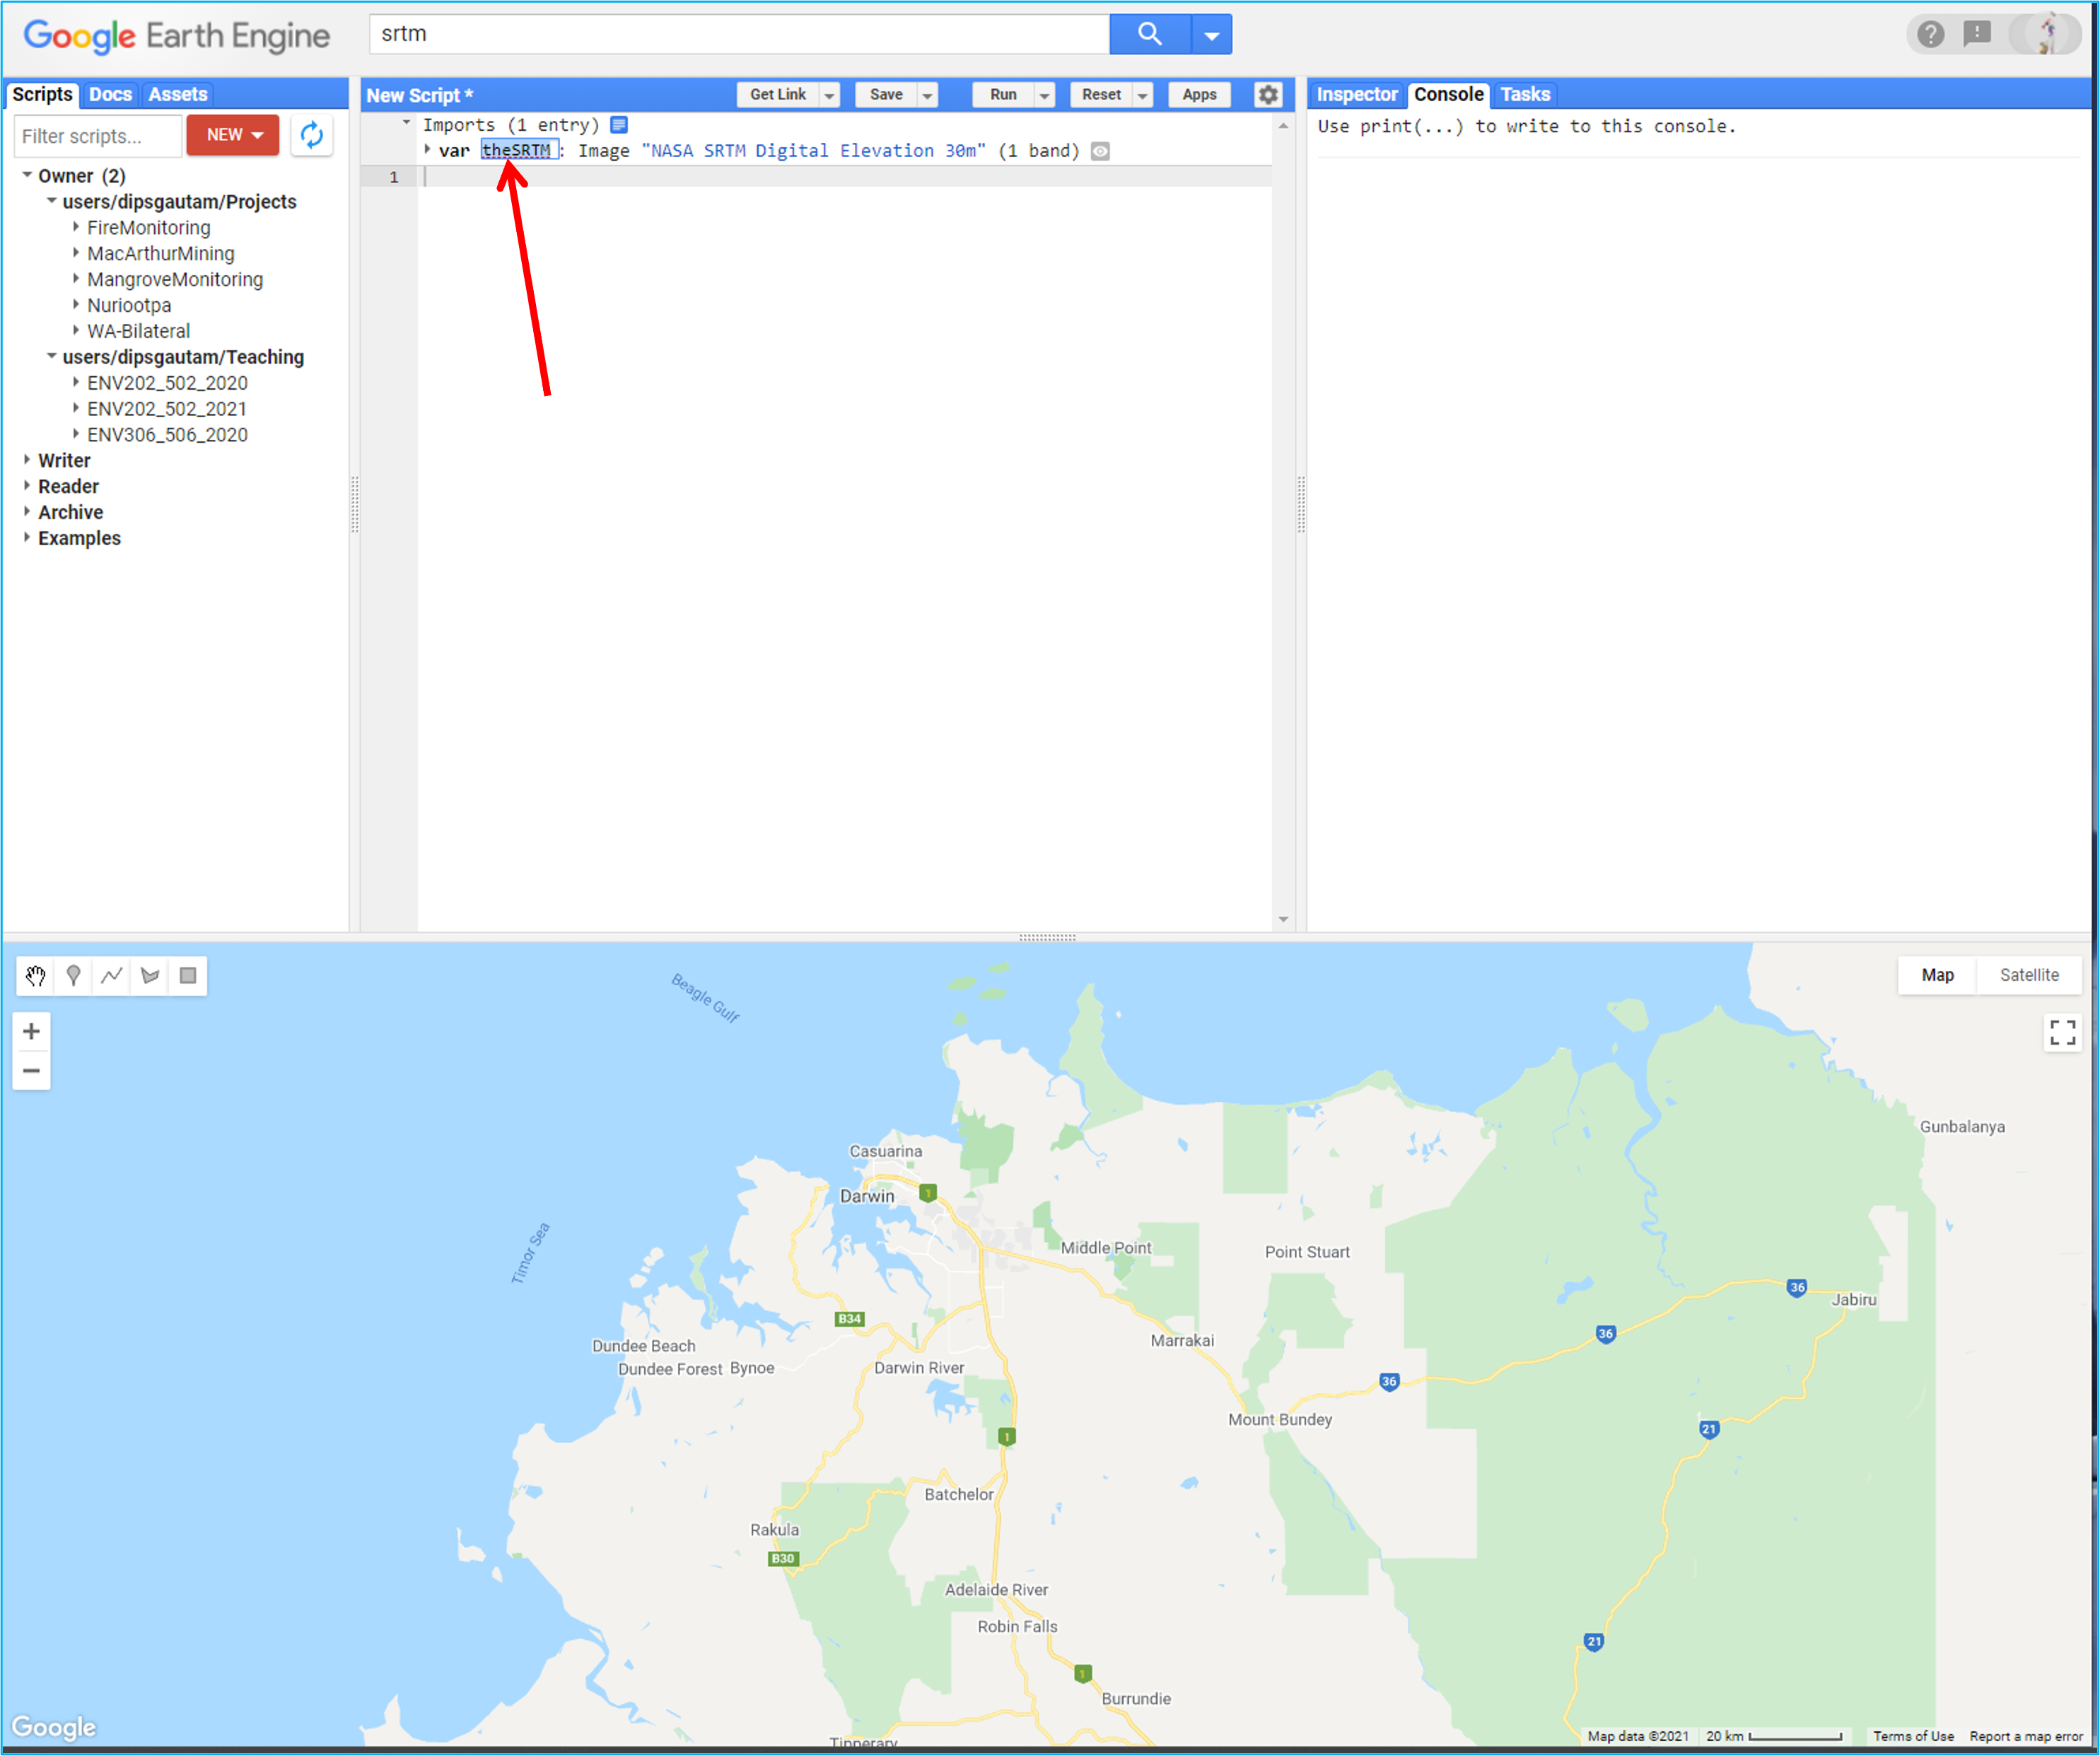 Google Earth Engine
srtm
Scripts Docs Assets
Filter scripts...
NEW
Owner (2)
users/dipsgautam/Projects
FireMonitoring
MacArthurMining
MangroveMonitoring
Nuriootpa
WA-Bilateral
users/dipsgautam/Teaching
ENV202_502_2020
ENV202_502_2021
ENV306_506_2020
Writer
Reader
Archive
Examples
New Script *
Get Link
Save
Run
Reset
Apps
Imports (1 entry)
var theSRTM: Image "NASA SRTM Digital Elevation 30m" (1 band)
1
Inspector Console Tasks
Use print(...) to write to this console.
Map Satellite
Beagle Gulf
Gunbalanya
Casuarina
Darwin
1
Timor Sea
Middle Point
Point Stuart
36
Jabiru
B34
36
Marrakai
Dundee Beach
Dundee Forest
Bynoe
Darwin River
36
Mount Bundey
21
1
Batchelor
Rakula
B30
Adelaide River
Robin Falls
21
1
Burrundie
Tipperary
Google
Map data ©2021
20 km
Terms of Use
Report a map error